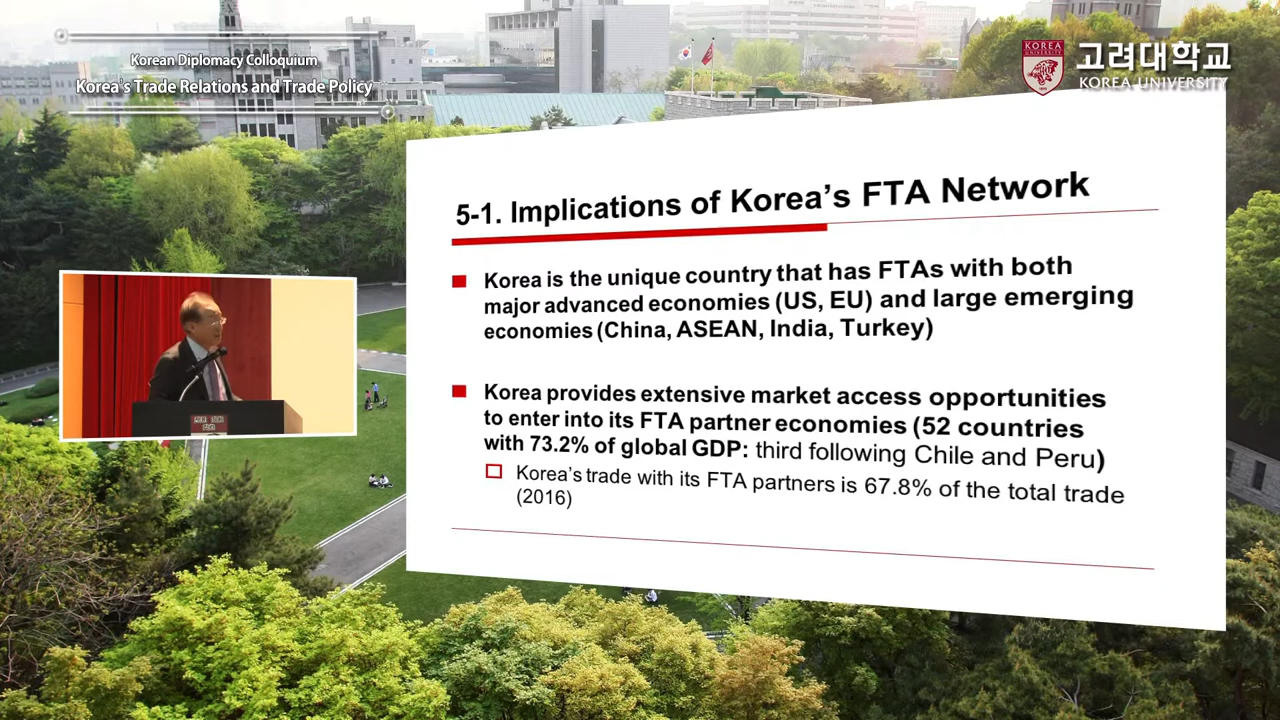 Korean Diplomacy Colloquium
Korea's Trade Relations and Trade Policy
KOREA
UNIVERSITY
고려대학교
KOREA UNIVERSITY
5-1. Implications of Korea's FTA Network
Korea is the unique country that has FTAs with both
major advanced economies (US, EU) and large emerging
economies (China, ASEAN, India, Turkey)
Korea provides extensive market access opportunities
to enter into its FTA partner economies (52 countries
with 73.2% of global GDP: third following Chile and Peru)
Korea's trade with its FTA partners is 67.8% of the total trade
(2016)